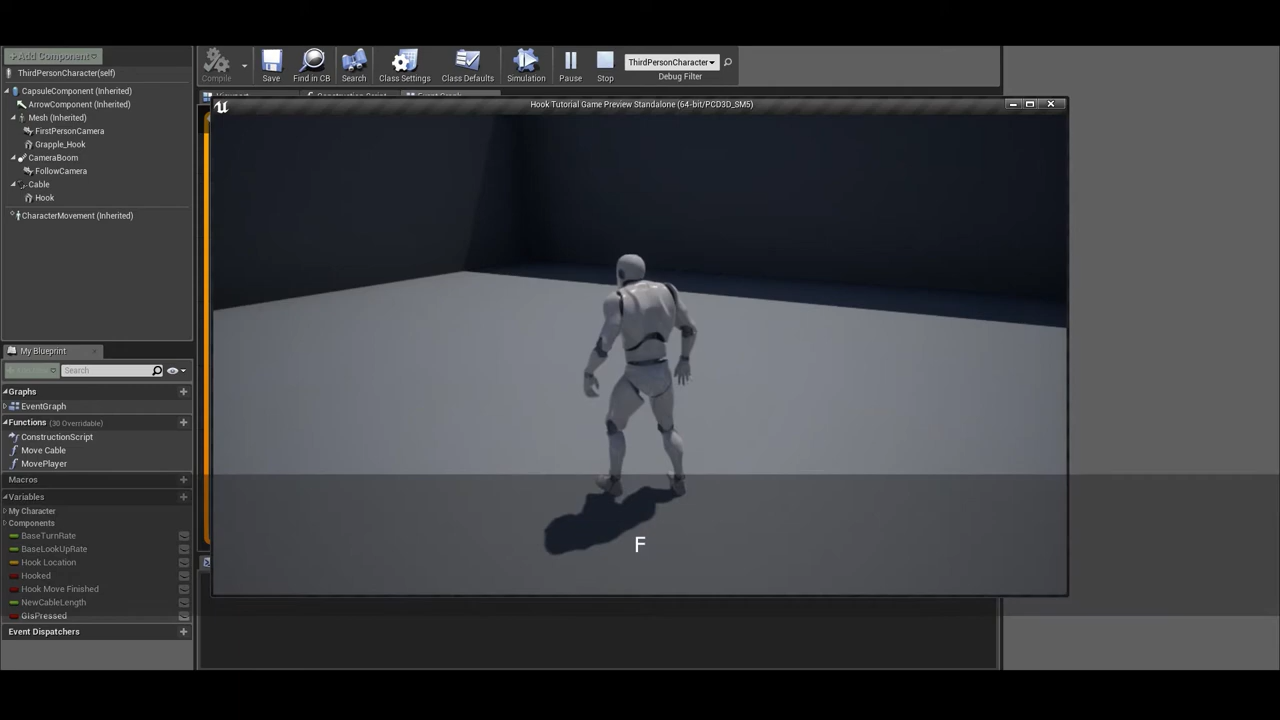 +Add Component
ThirdPersonCharacter(self)
CapsuleComponent (Inherited)
ArrowComponent (Inherited)
Mesh (Inherited)
FirstPersonCamera
Grapple_Hook
CameraBoom
FollowCamera
Cable
Hook
CharacterMovement (Inherited)
Compile
Save
Find in CB
Search
Class Settings
Class Defaults
Simulation
Pause
Stop
ThirdPersonCharacter
Debug Filter
Hook Tutorial Game Preview Standalone (64-bit/PCD3D_SM5)
My Blueprint
Search
Graphs
EventGraph
Functions (30 Overridable)
ConstructionScript
Move Cable
MovePlayer
Macros
Variables
My Character
Components
BaseTurnRate
BaseLookUpRate
Hook Location
Hooked
Hook Move Finished
NewCableLength
GIsPressed
Event Dispatchers
F